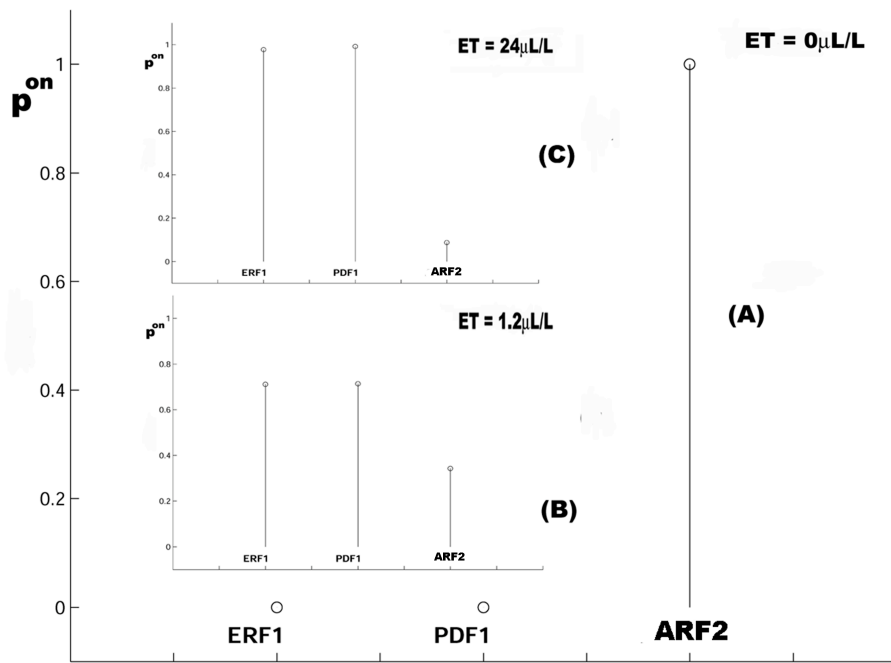 ET = 0µL/L
p^on
1
0.8
0.6
0.4
0.2
0
ERF1
PDF1
ARF2
(A)
ET = 24µL/L
p^on
1
0.8
0.6
0.4
0.2
0
ERF1
PDF1
ARF2
(C)
ET = 1.2µL/L
p^on
1
0.8
0.6
0.4
0.2
0
ERF1
PDF1
ARF2
(B)